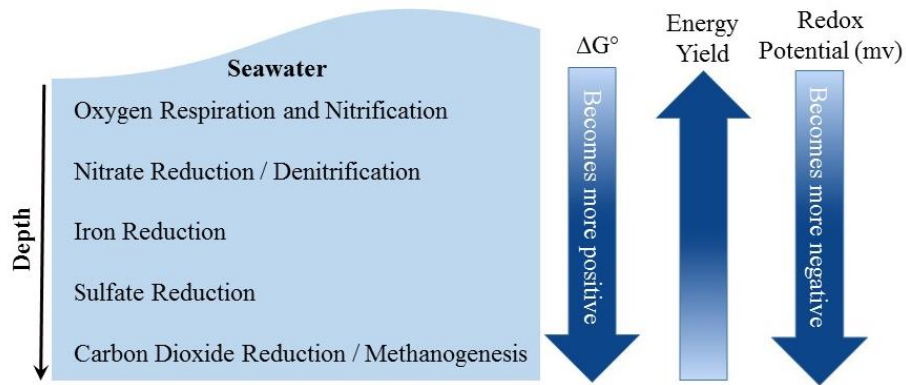 Seawater
Oxygen Respiration and Nitrification
Nitrate Reduction / Denitrification
Iron Reduction
Sulfate Reduction
Carbon Dioxide Reduction / Methanogenesis
Depth
ΔG°
Becomes more positive
Energy
Yield
Redox
Potential (mv)
Becomes more negative